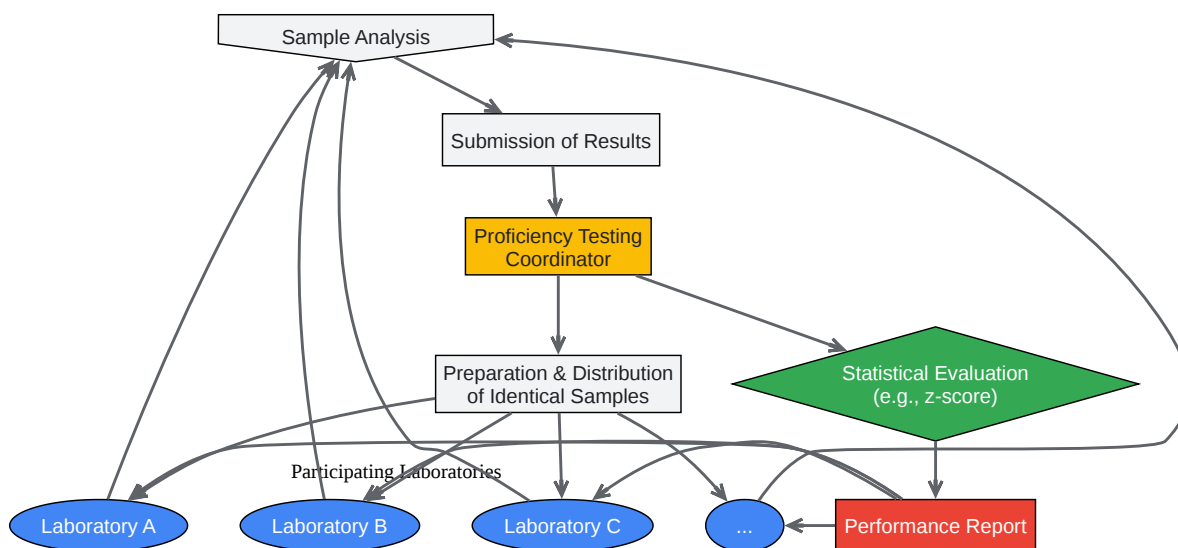 Sample Analysis
Submission of Results
Proficiency Testing
Coordinator
Preparation & Distribution
of Identical Samples
Statistical Evaluation
(e.g., z-score)
Participating Laboratories
Laboratory A
Laboratory B
Laboratory C
...
Performance Report